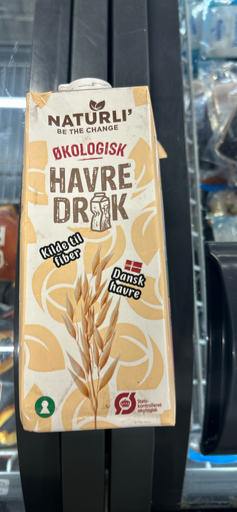 NATURLI'
BE THE CHANGE
ØKOLOGISK
HAVRE
DRIK
Kilde til
fiber
Dansk
havre
Ø
Stats-
kontrolleret
økologisk